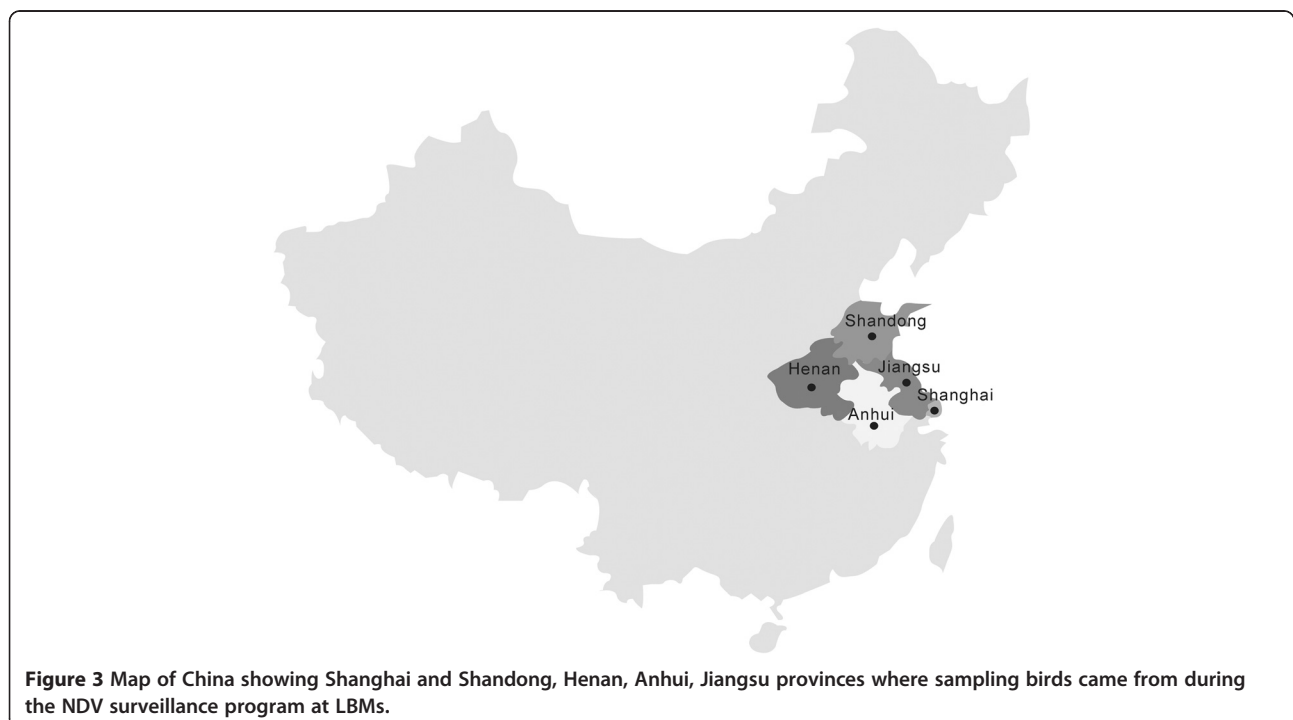 Shandong
Henan
Jiangsu
Shanghai
Anhui
Figure 3 Map of China showing Shanghai and Shandong, Henan, Anhui, Jiangsu provinces where sampling birds came from during
the NDV surveillance program at LBMs.